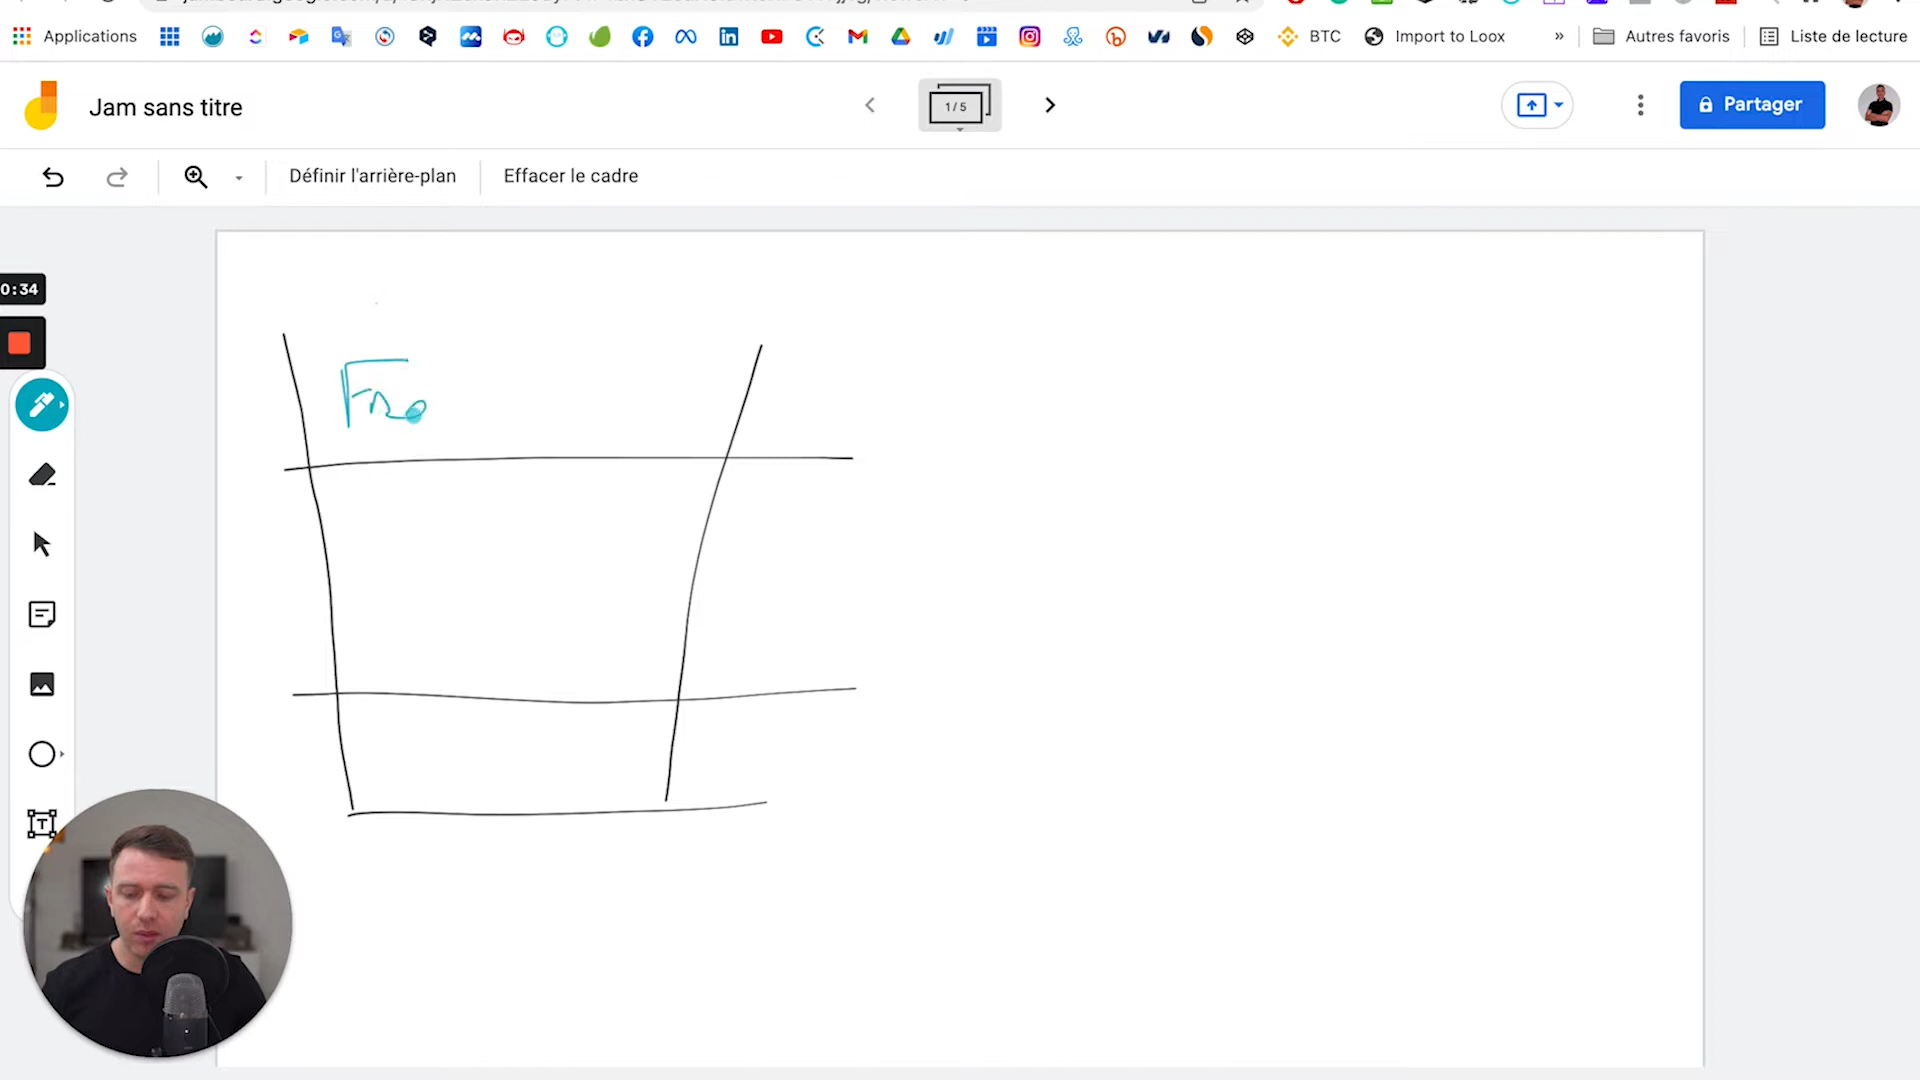 Applications
BTC
Import to Loox
»
Autres favoris
Liste de lecture
Jam sans titre
1 / 5
Partager
Définir l'arrière-plan
Effacer le cadre
0:34